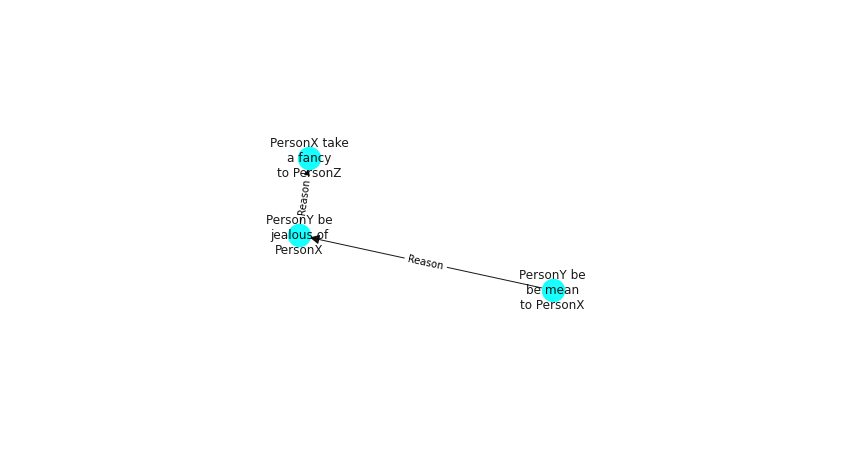 PersonX take
a fancy
to PersonZ
Reason
PersonY be
jealous of
PersonX
Reason
PersonY be
be mean
to PersonX